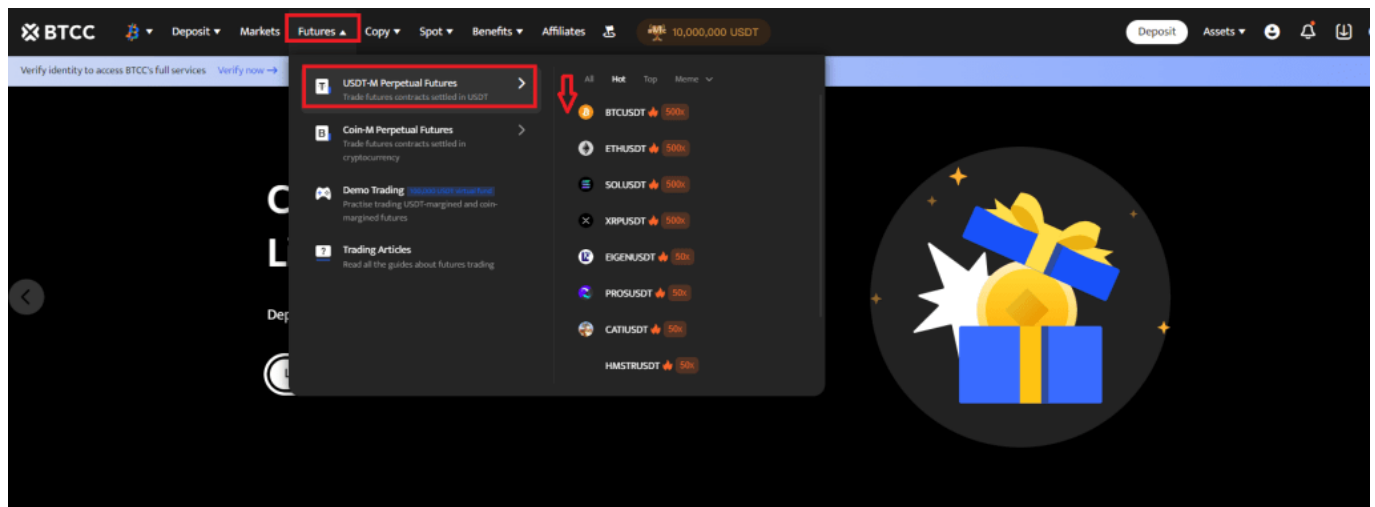 BTCC
Deposit
Markets
Futures
Copy
Spot
Benefits
Affiliates
10,000,000 USDT
Deposit
Assets
Verify identity to access BTCC's full services Verify now →
USDT-M Perpetual Futures
Trade futures contracts settled in USDT
Coin-M Perpetual Futures
Trade futures contracts settled in
cryptocurrency
Demo Trading
Practise trading USDT-margined and coin-
margined futures
Trading Articles
Read all the guides about futures trading
All Hot Top Meme
BTCUSDT 500x
ETHUSDT 500x
SOLUSDT 500x
XRPUSDT 500x
EIGENUSDT 50x
PROSUSDT 50x
CATIUSDT 50x
HMSTRUSDT 50x
C
Li
Dep
L